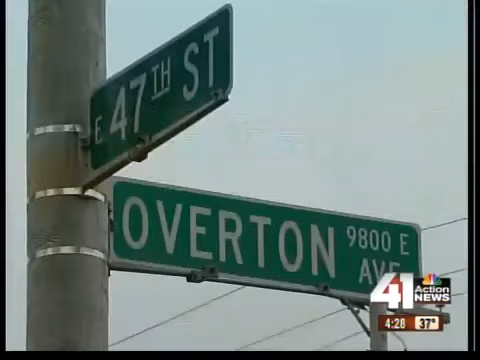 E 47TH ST
OVERTON 9800 E
AVE
41 Action
NEWS
4:28 37°